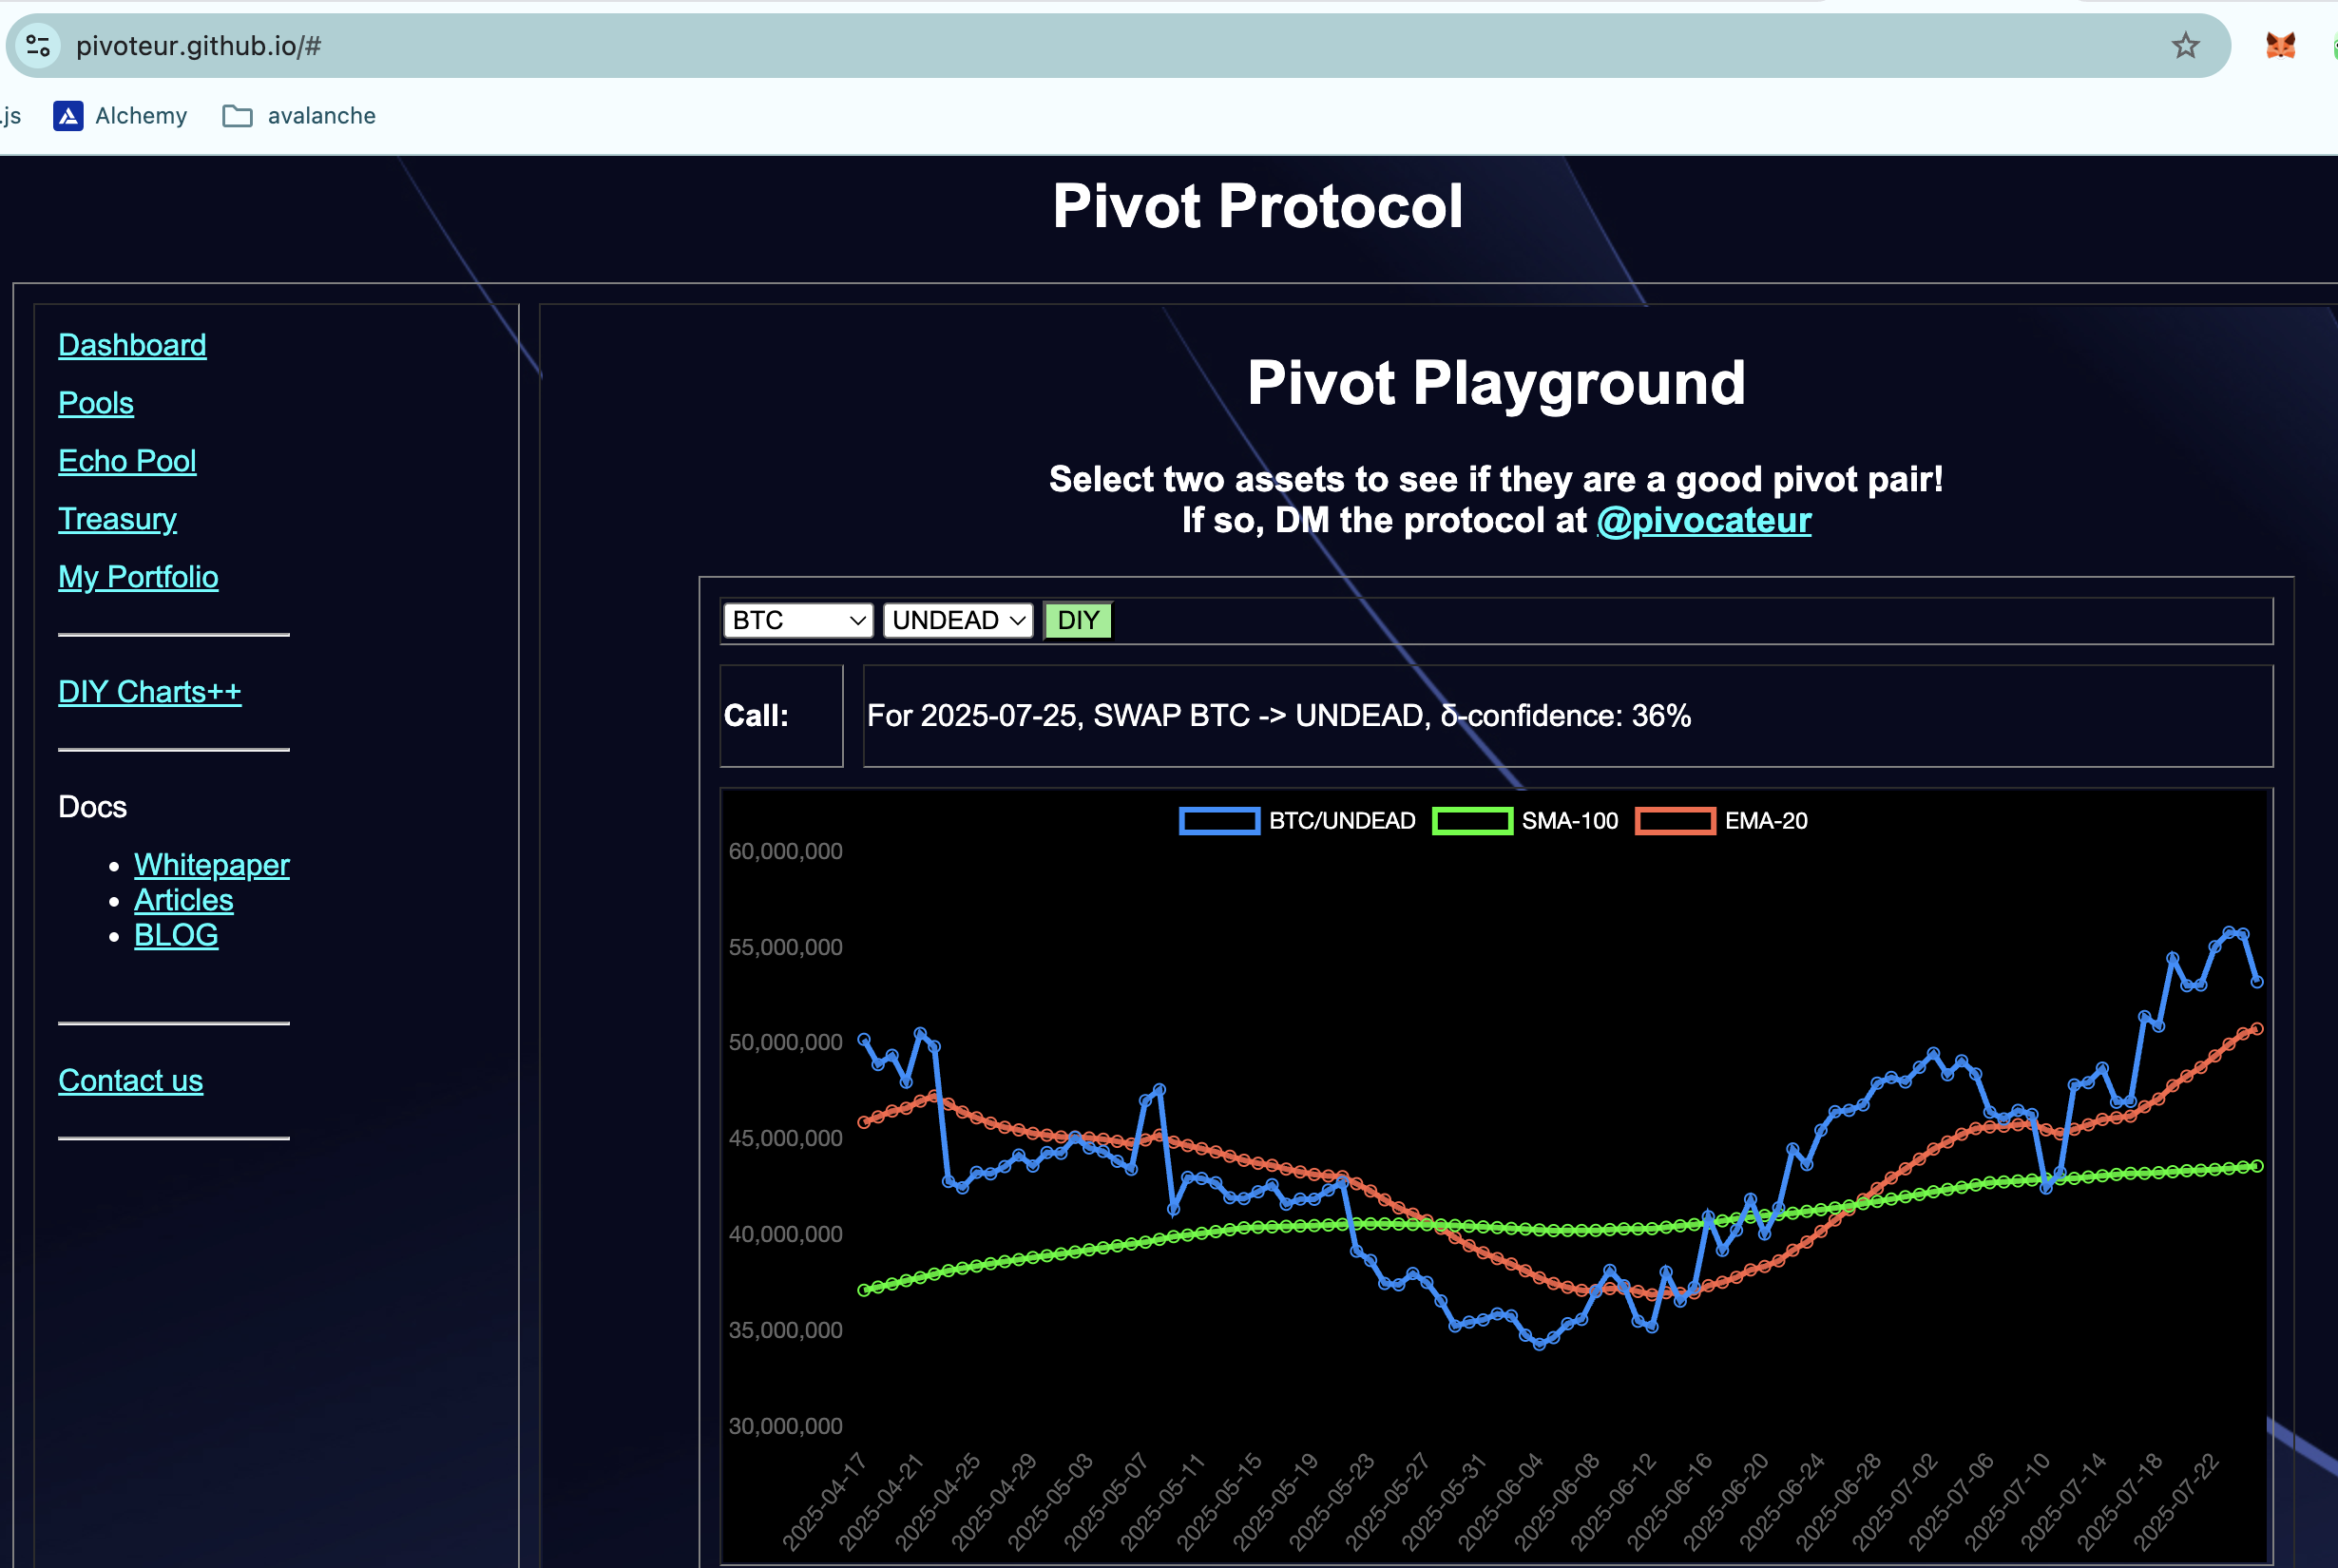 pivoteur.github.io/#
.js
Alchemy
avalanche
Pivot Protocol
Dashboard
Pools
Echo Pool
Treasury
My Portfolio
DIY Charts++
Docs
Whitepaper
Articles
BLOG
Contact us
Pivot Playground
Select two assets to see if they are a good pivot pair!
If so, DM the protocol at @pivocateur
BTC UNDEAD DIY
Call: For 2025-07-25, SWAP BTC -> UNDEAD, δ-confidence: 36%
BTC/UNDEAD SMA-100 EMA-20
60,000,000
55,000,000
50,000,000
45,000,000
40,000,000
35,000,000
30,000,000
2025-04-17
2025-04-21
2025-04-25
2025-04-29
2025-05-03
2025-05-07
2025-05-11
2025-05-15
2025-05-19
2025-05-23
2025-05-27
2025-05-31
2025-06-04
2025-06-08
2025-06-12
2025-06-16
2025-06-20
2025-06-24
2025-06-28
2025-07-02
2025-07-06
2025-07-10
2025-07-14
2025-07-18
2025-07-22